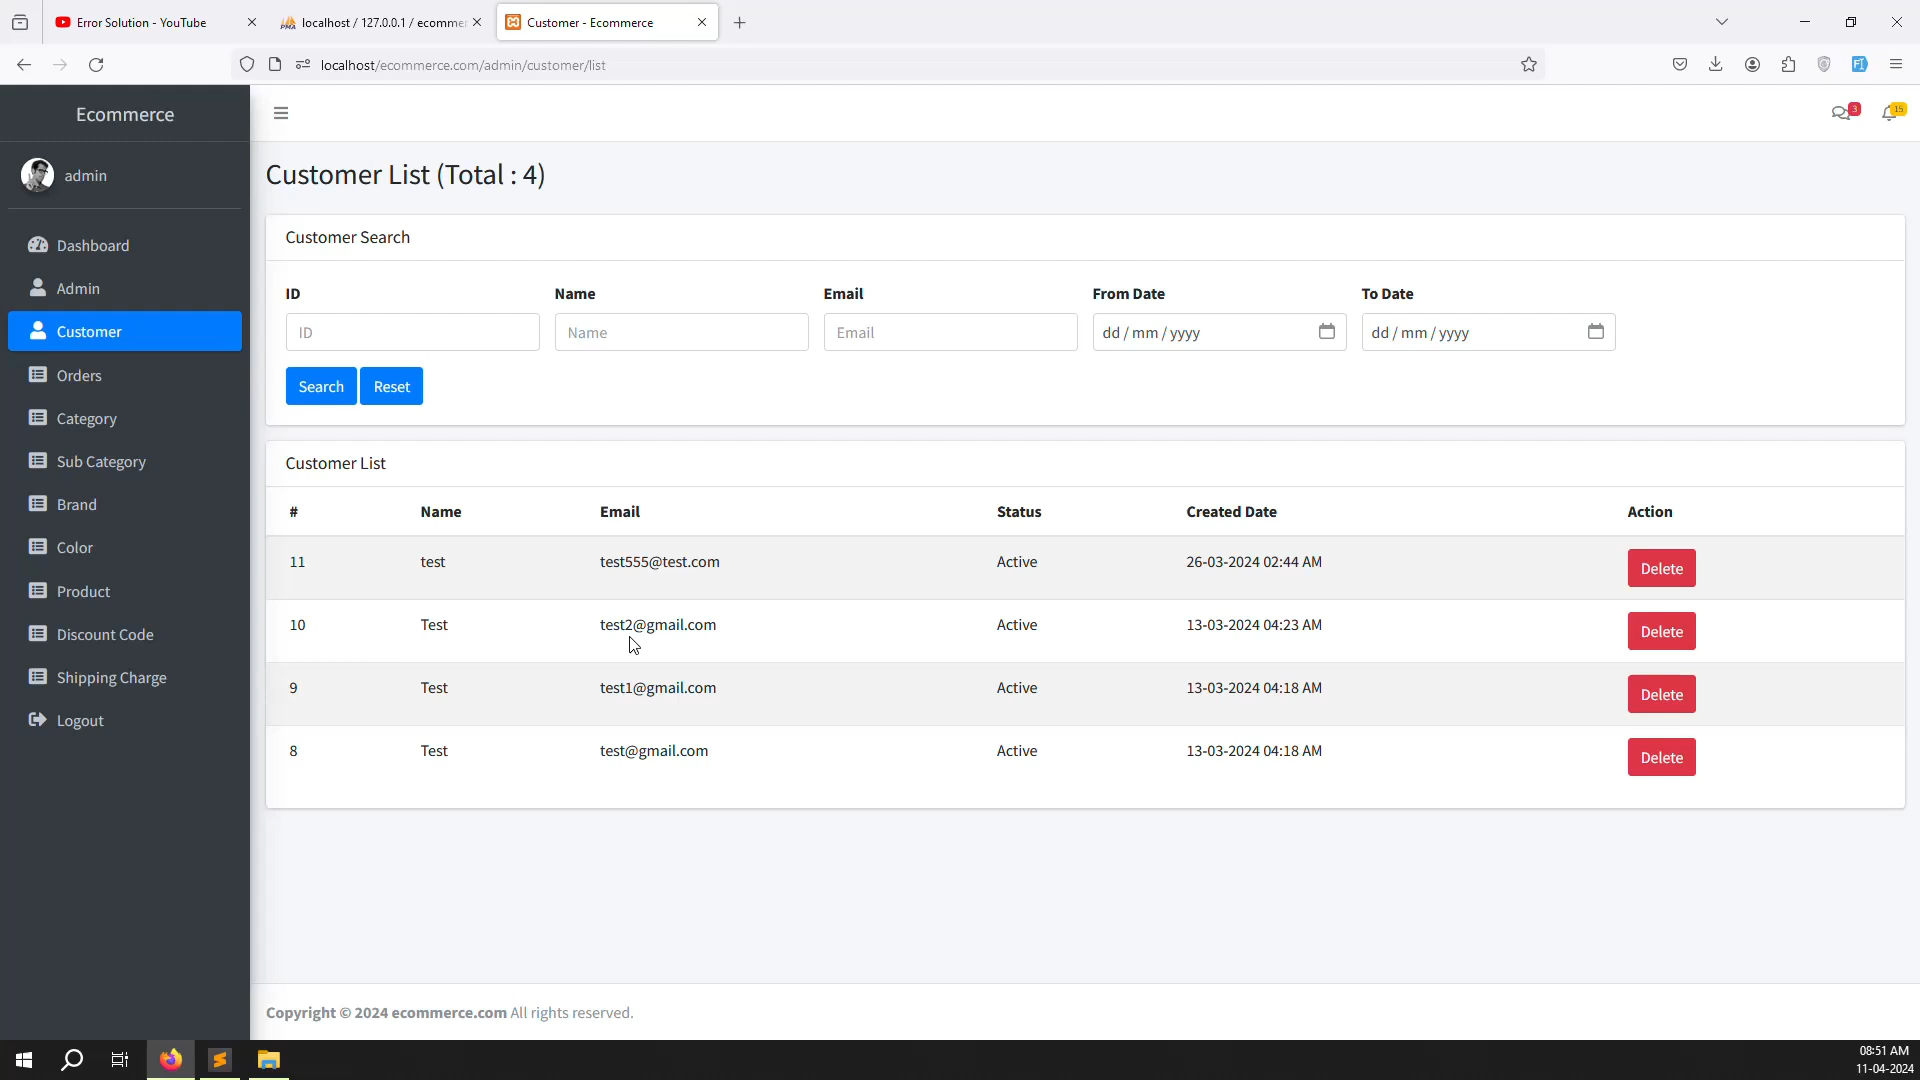 Error Solution - YouTube
localhost / 127.0.0.1 / ecomme
Customer - Ecommerce
localhost/ecommerce.com/admin/customer/list
Ecommerce
3
15
admin
Customer List (Total : 4)
Dashboard
Admin
Customer
Orders
Category
Sub Category
Brand
Color
Product
Discount Code
Shipping Charge
Logout
Customer Search
ID Name Email From Date To Date
ID Name Email dd / mm / yyyy dd / mm / yyyy
Search Reset
Customer List
# Name Email Status Created Date Action
11 test test555@test.com Active 26-03-2024 02:44 AM Delete
10 Test test2@gmail.com Active 13-03-2024 04:23 AM Delete
9 Test test1@gmail.com Active 13-03-2024 04:18 AM Delete
8 Test test@gmail.com Active 13-03-2024 04:18 AM Delete
Copyright © 2024 ecommerce.com All rights reserved.
08:51 AM
11-04-2024